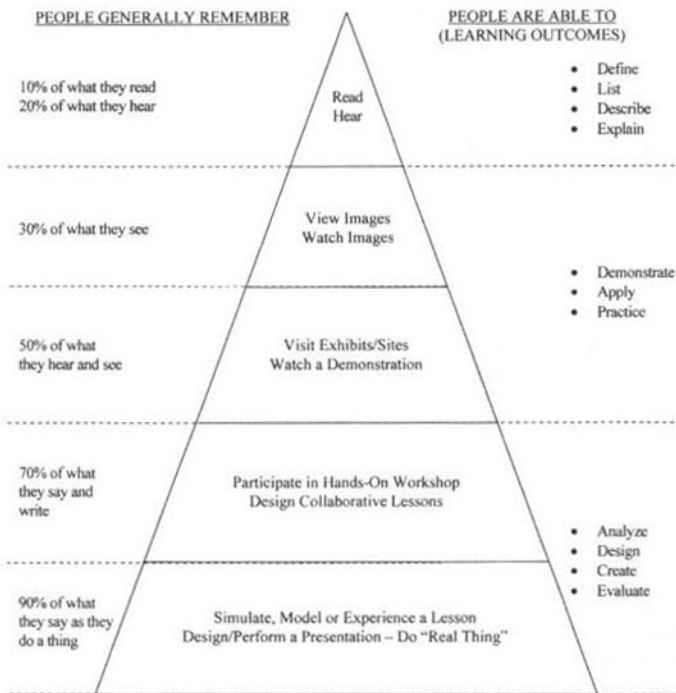 PEOPLE GENERALLY REMEMBER
PEOPLE ARE ABLE TO
(LEARNING OUTCOMES)
10% of what they read
20% of what they hear
Read
Hear
• Define
• List
• Describe
• Explain
30% of what they see
View Images
Watch Images
• Demonstrate
• Apply
• Practice
50% of what
they hear and see
Visit Exhibits/Sites
Watch a Demonstration
70% of what
they say and
write
Participate in Hands-On Workshop
Design Collaborative Lessons
• Analyze
• Design
• Create
• Evaluate
90% of what
they say as they
do a thing
Simulate, Model or Experience a Lesson
Design/Perform a Presentation – Do “Real Thing”